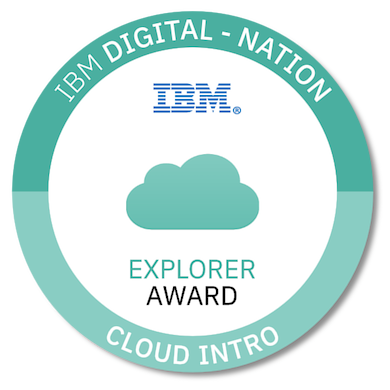 IBM DIGITAL - NATION
IBM®
EXPLORER
AWARD
CLOUD INTRO